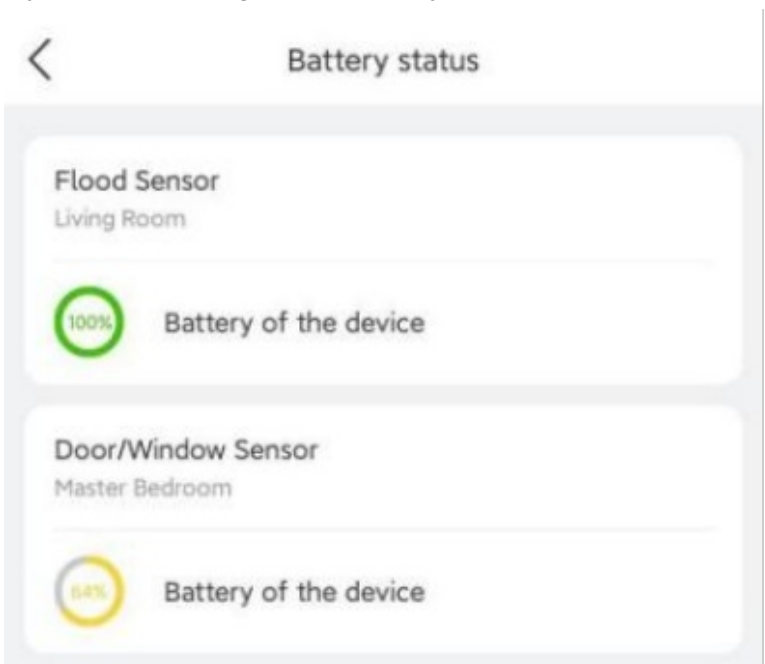 Battery status
Flood Sensor
Living Room
100%
Battery of the device
Door/Window Sensor
Master Bedroom
64%
Battery of the device